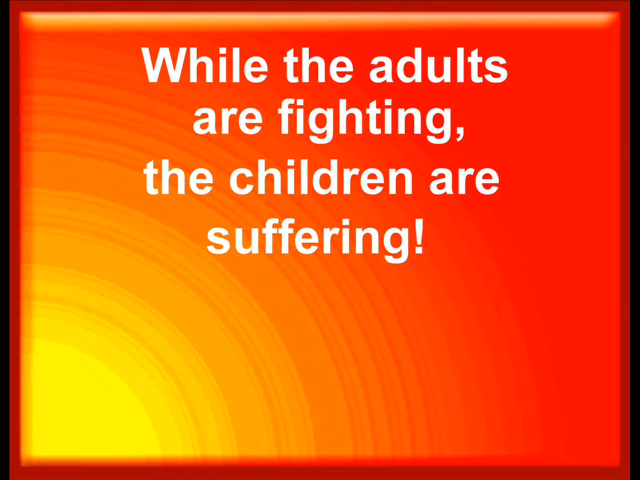 While the adults
are fighting,
the children are
suffering!